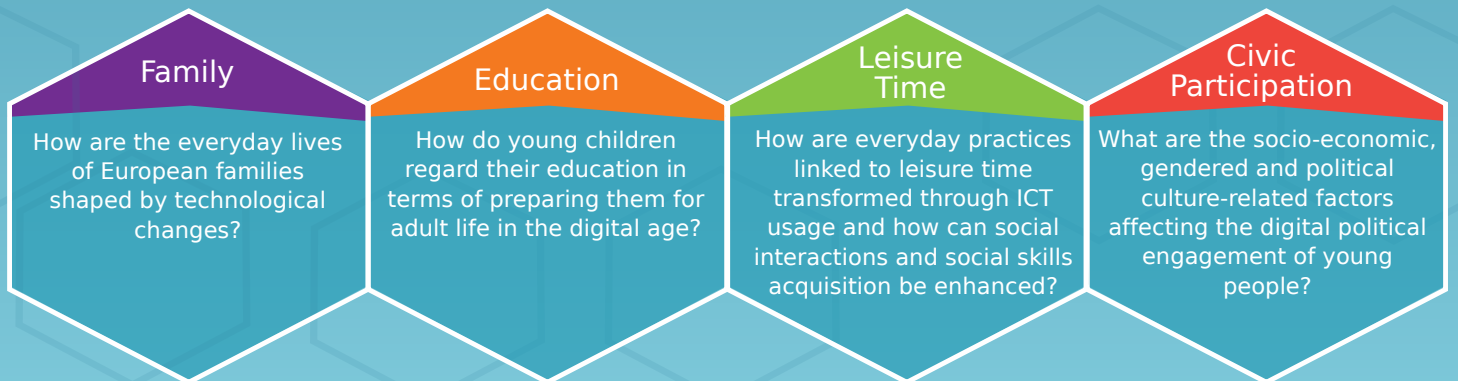 Family
How are the everyday lives
of European families
shaped by technological
changes?
Education
How do young children
regard their education in
terms of preparing them for
adult life in the digital age?
Leisure
Time
How are everyday practices
linked to leisure time
transformed through ICT
usage and how can social
interactions and social skills
acquisition be enhanced?
Civic
Participation
What are the socio-economic,
gendered and political
culture-related factors
affecting the digital political
engagement of young
people?